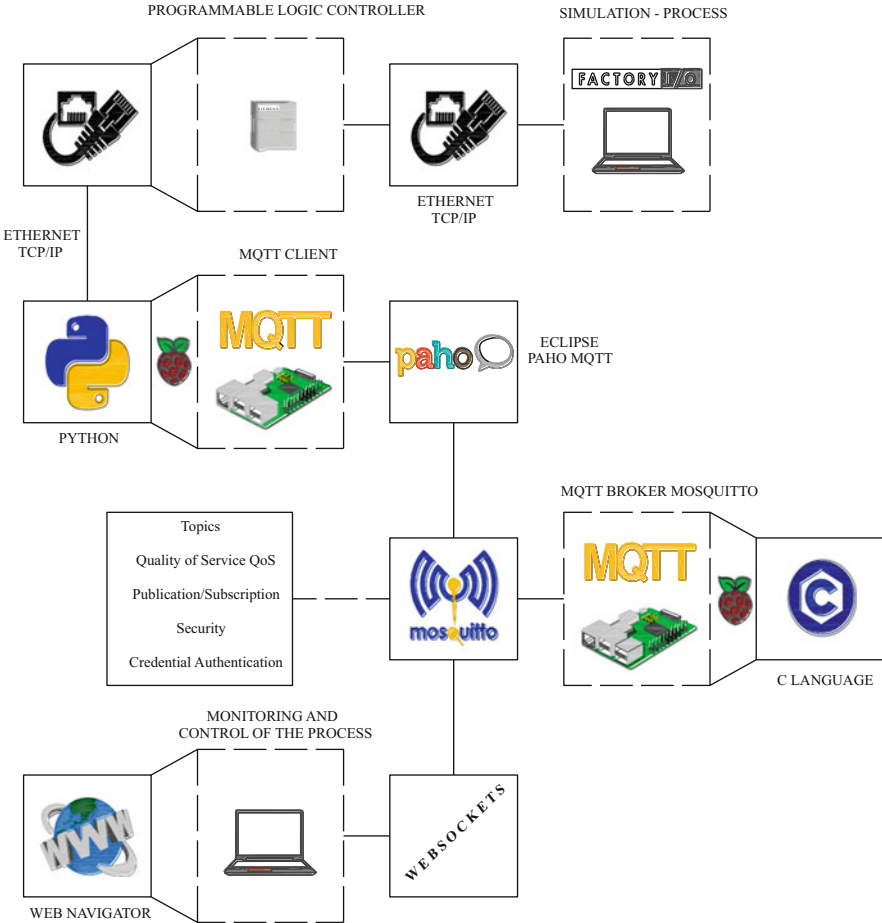 PROGRAMMABLE LOGIC CONTROLLER
SIMULATION - PROCESS
SIEMENS
FACTORY I/O
ETHERNET
TCP/IP
ETHERNET
TCP/IP
MQTT CLIENT
MQTT
paho
ECLIPSE
PAHO MQTT
PYTHON
MQTT BROKER MOSQUITTO
Topics
Quality of Service QoS
Publication/Subscription
Security
Credential Authentication
mosquitto
MQTT
C
C LANGUAGE
MONITORING AND
CONTROL OF THE PROCESS
WWW
WEBSOCKETS
WEB NAVIGATOR